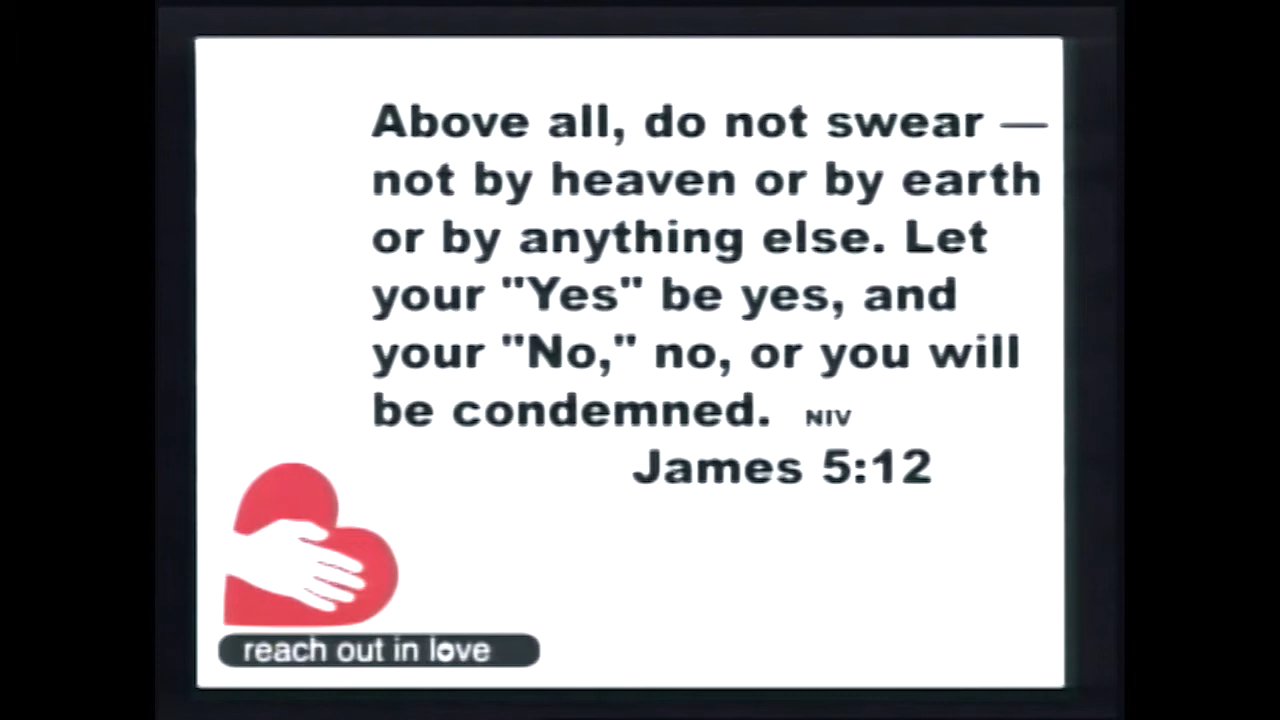 Above all, do not swear —
not by heaven or by earth
or by anything else. Let
your "Yes" be yes, and
your "No," no, or you will
be condemned. NIV
James 5:12
reach out in love